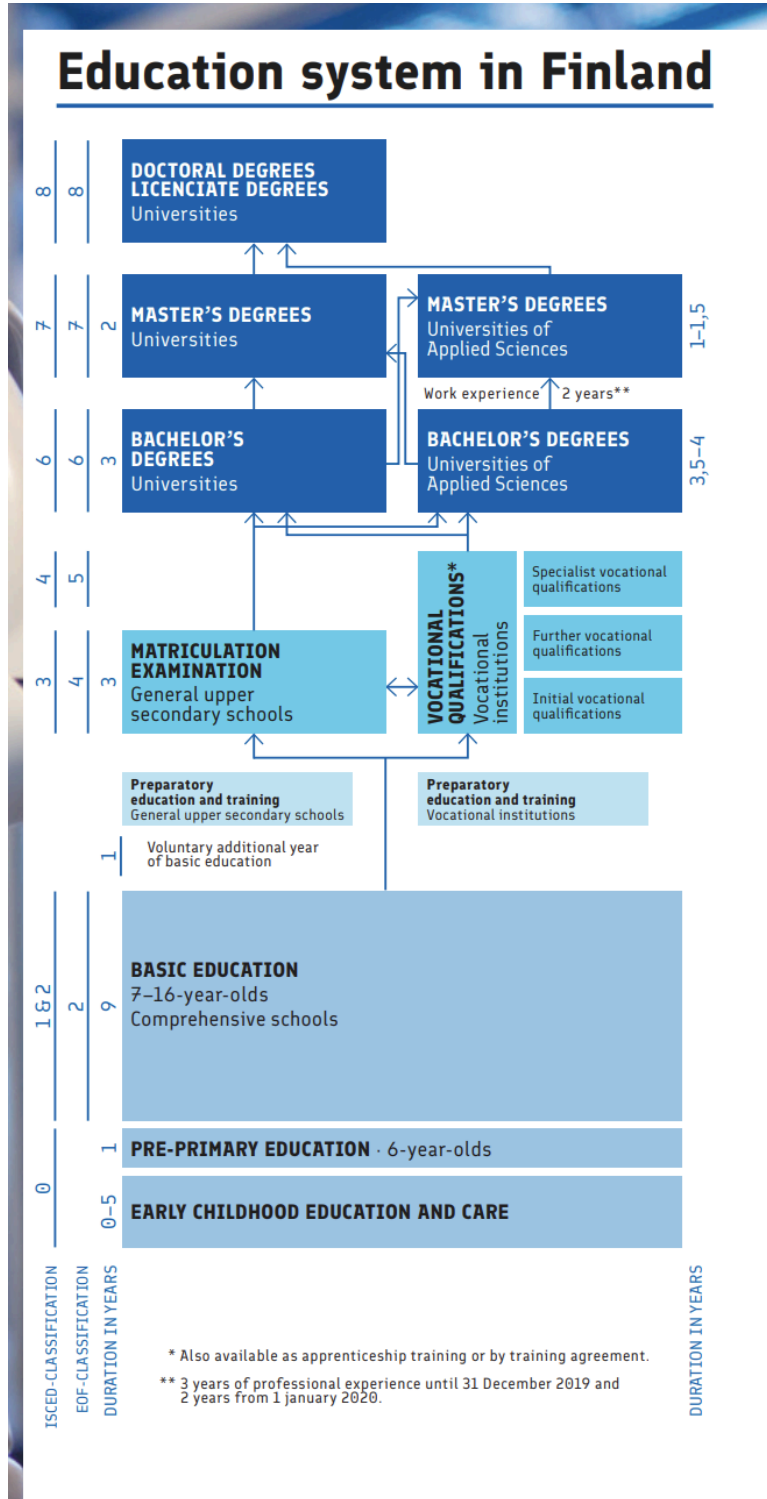 Education system in Finland
8
8
DOCTORAL DEGREES
LICENCIATE DEGREES
Universities
7
7
2
MASTER'S DEGREES
Universities
MASTER'S DEGREES
Universities of
Applied Sciences
1–1,5
Work experience
2 years**
6
6
3
BACHELOR'S
DEGREES
Universities
BACHELOR'S DEGREES
Universities of
Applied Sciences
3,5–4
4
5
3
4
3
MATRICULATION
EXAMINATION
General upper
secondary schools
VOCATIONAL
QUALIFICATIONS*
Vocational
institutions
Specialist vocational
qualifications
Further vocational
qualifications
Initial vocational
qualifications
Preparatory
education and training
General upper secondary schools
Preparatory
education and training
Vocational institutions
1
Voluntary additional year
of basic education
1 & 2
2
9
BASIC EDUCATION
7–16-year-olds
Comprehensive schools
0
1
PRE-PRIMARY EDUCATION · 6-year-olds
0–5
EARLY CHILDHOOD EDUCATION AND CARE
ISCED-CLASSIFICATION
EOF-CLASSIFICATION
DURATION IN YEARS
DURATION IN YEARS
* Also available as apprenticeship training or by training agreement.
** 3 years of professional experience until 31 December 2019 and
2 years from 1 january 2020.